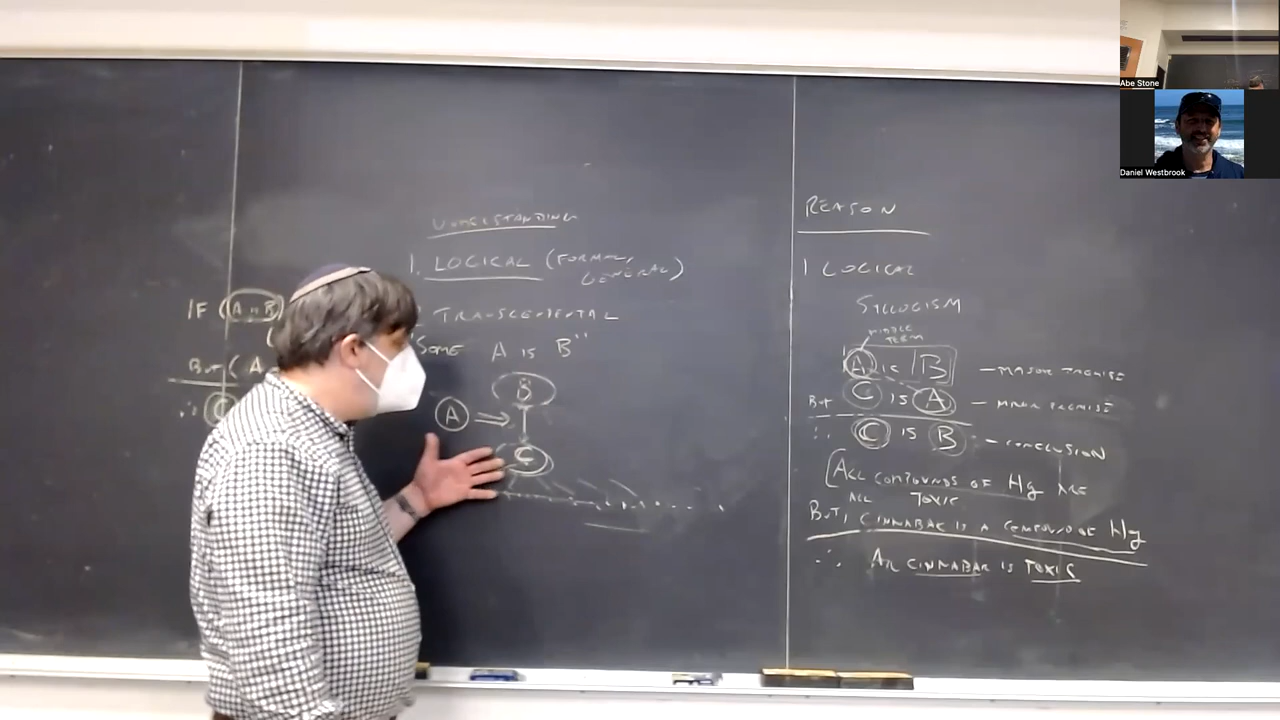 UNDERSTANDING
1. LOGICAL (FORMAL, GENERAL)
TRANSCENDENTAL
"SOME A IS B"
B
A
C
IF (A IS B)
BUT (A
∴ C
REASON
1 LOGICAL
SYLLOGISM
MIDDLE TERM
A IS B — MAJOR PREMISE
BUT C IS A — MINOR PREMISE
∴ C IS B — CONCLUSION
ALL COMPOUNDS OF Hg ARE
TOXIC
BUT, ALL CINNABAR IS A COMPOUND OF Hg
∴ ALL CINNABAR IS TOXIC
Abe Stone
Daniel Westbrook